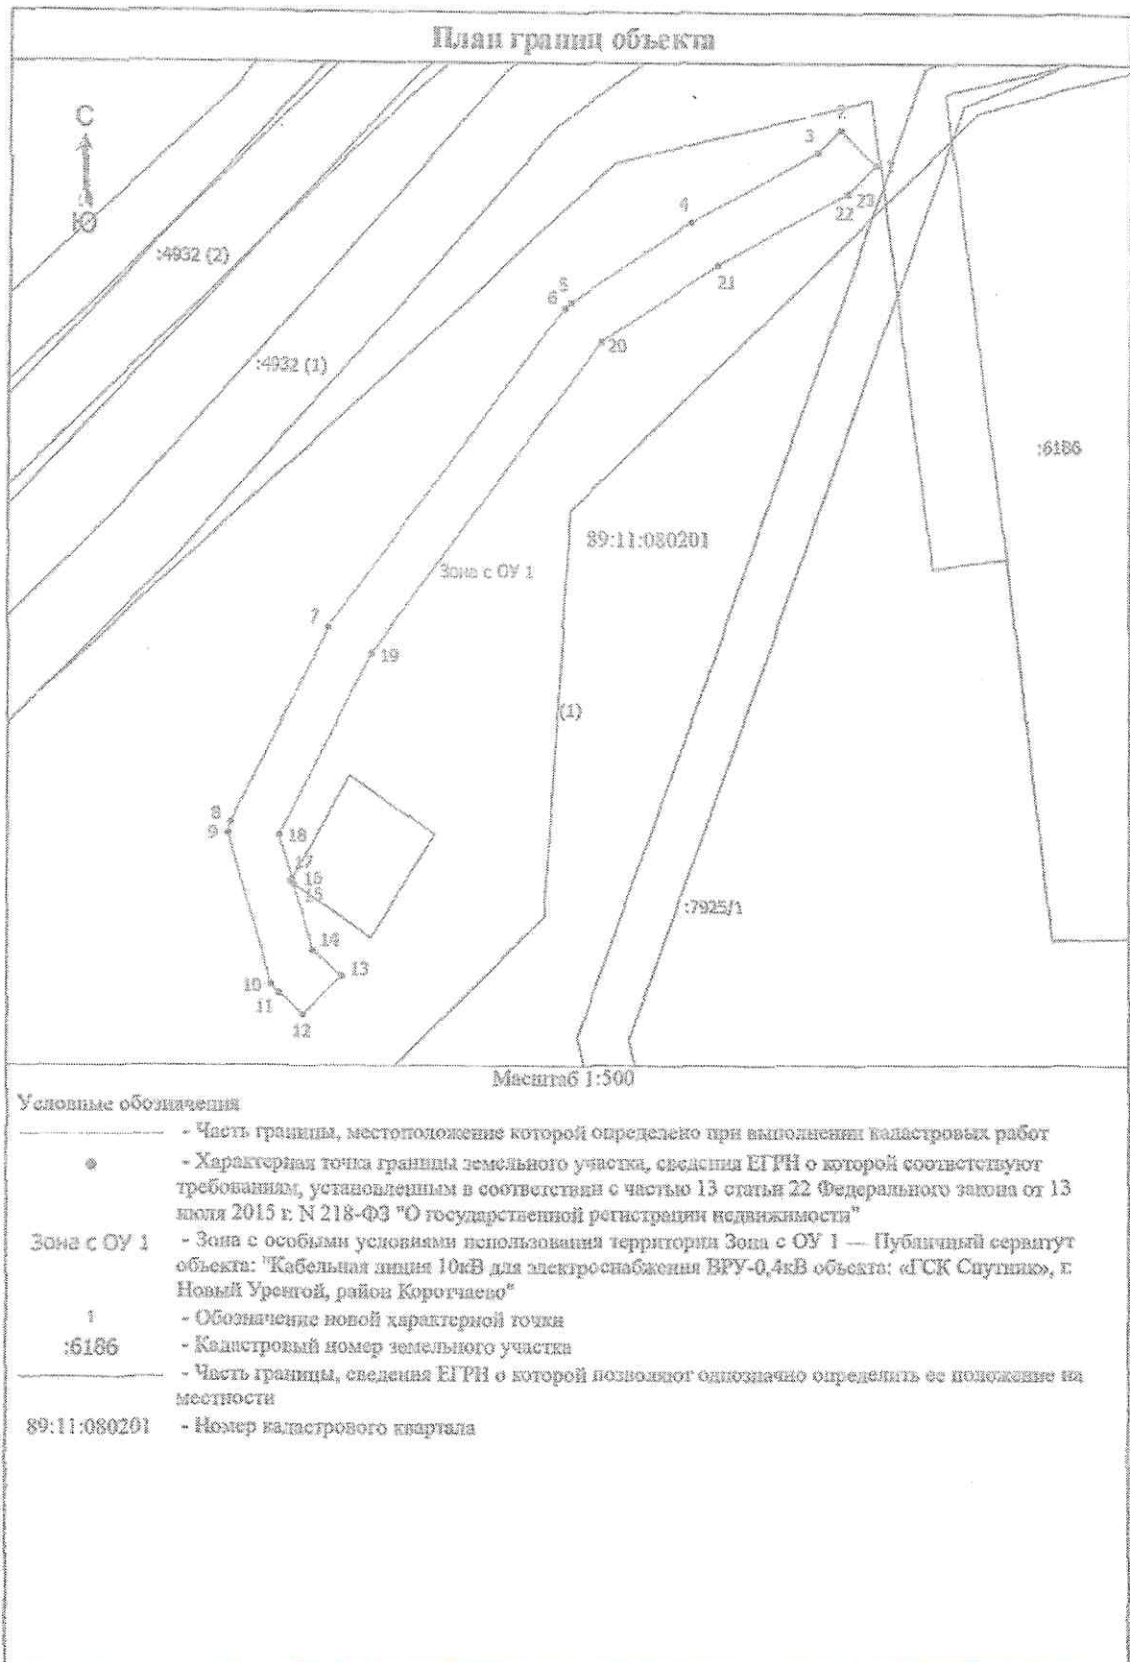 План границ объекта
С
Ю
2
3
1
4
23
22
:4932 (2)
21
5
6
20
:4932 (1)
:6186
89:11:080201
Зона с ОУ 1
7
19
(1)
8
9
18
17
16
15
:7925/1
14
13
10
11
12
Масштаб 1:500
Условные обозначения
- Часть границы, местоположение которой определено при выполнении кадастровых работ
- Характерная точка границы земельного участка, сведения ЕГРН о которой соответствуют
требованиям, установленным в соответствии с частью 13 статьи 22 Федерального закона от 13
июля 2015 г. N 218-ФЗ "О государственной регистрации недвижимости"
Зона с ОУ 1 - Зона с особыми условиями использования территории Зона с ОУ 1 — Публичный сервитут
объекта: "Кабельная линия 10кВ для электроснабжения ВРУ-0,4кВ объекта: «ГСК Спутник», г.
Новый Уренгой, район Коротчаево"
1 - Обозначение новой характерной точки
:6186 - Кадастровый номер земельного участка
- Часть границы, сведения ЕГРН о которой позволяют однозначно определить ее положение на
местности
89:11:080201 - Номер кадастрового квартала